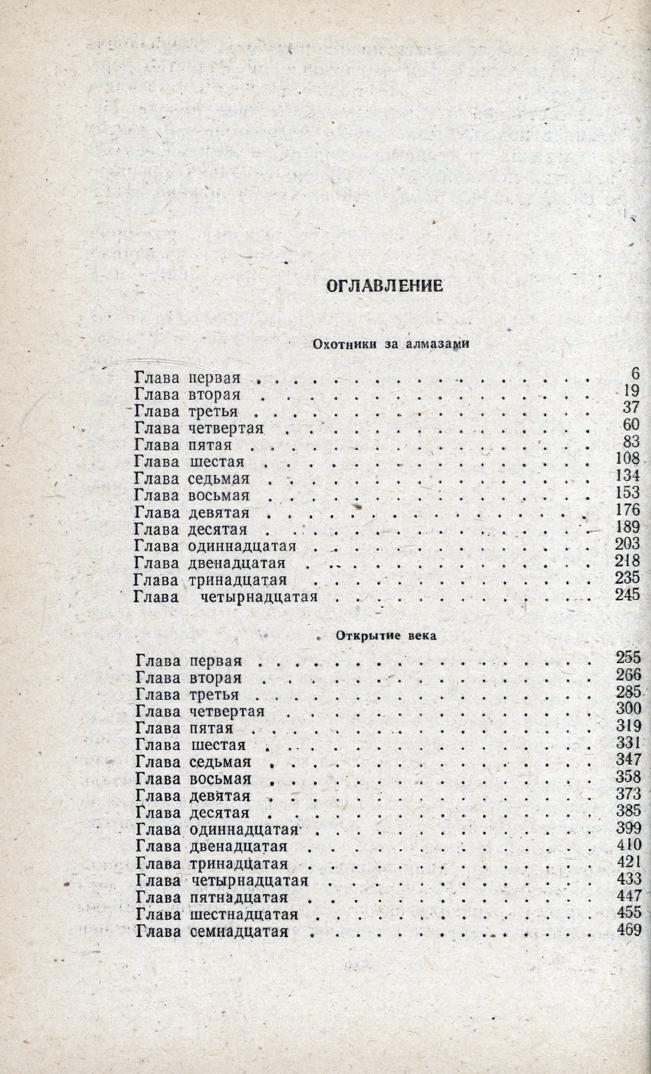 ОГЛАВЛЕНИЕ
Охотники за алмазами
Глава первая . . . . . . . . . . . . . . . . 6
Глава вторая . . . . . . . . . . . . . . . . 19
Глава третья . . . . . . . . . . . . . . . . 37
Глава четвертая . . . . . . . . . . . . . . 60
Глава пятая . . . . . . . . . . . . . . . . 83
Глава шестая . . . . . . . . . . . . . . . 108
Глава седьмая . . . . . . . . . . . . . . . 134
Глава восьмая . . . . . . . . . . . . . . . 153
Глава девятая . . . . . . . . . . . . . . . 176
Глава десятая . . . . . . . . . . . . . . . 189
Глава одиннадцатая . . . . . . . . . . . . . 203
Глава двенадцатая . . . . . . . . . . . . . 218
Глава тринадцатая . . . . . . . . . . . . . 235
Глава четырнадцатая . . . . . . . . . . . . 245
Открытие века
Глава первая . . . . . . . . . . . . . . . . 255
Глава вторая . . . . . . . . . . . . . . . . 266
Глава третья . . . . . . . . . . . . . . . . 285
Глава четвертая . . . . . . . . . . . . . . 300
Глава пятая . . . . . . . . . . . . . . . . 319
Глава шестая . . . . . . . . . . . . . . . 331
Глава седьмая . . . . . . . . . . . . . . . 347
Глава восьмая . . . . . . . . . . . . . . . 358
Глава девятая . . . . . . . . . . . . . . . 373
Глава десятая . . . . . . . . . . . . . . . 385
Глава одиннадцатая . . . . . . . . . . . . . 399
Глава двенадцатая . . . . . . . . . . . . . 410
Глава тринадцатая . . . . . . . . . . . . . 421
Глава четырнадцатая . . . . . . . . . . . . 433
Глава пятнадцатая . . . . . . . . . . . . . 447
Глава шестнадцатая . . . . . . . . . . . . . 455
Глава семнадцатая . . . . . . . . . . . . . 469